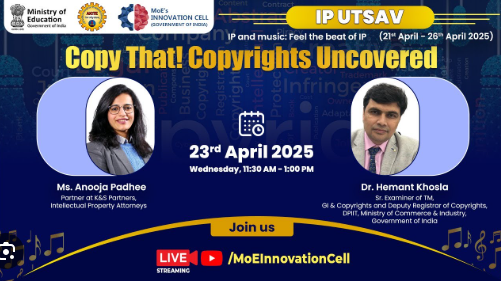 Ministry of
Education
Government of India
MoE's
INNOVATION CELL
(GOVERNMENT OF INDIA)
IP UTSAV
IP and music: Feel the beat of IP (21st April - 26th April 2025)
Copy That! Copyrights Uncovered
23rd April 2025
Wednesday, 11:30 AM - 1:00 PM
Ms. Anooja Padhee
Partner at K&S Partners,
Intellectual Property Attorneys
Dr. Hemant Khosla
Sr. Examiner of TM,
GI & Copyrights and Deputy Registrar of Copyrights,
DPIIT, Ministry of Commerce & Industry,
Government of India
Join us
LIVE
STREAMING
/MoEInnovationCell